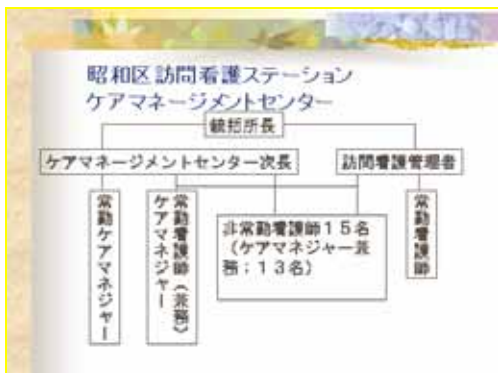 昭和区訪問看護ステーション
ケアマネージメントセンター
統括所長
ケアマネージメントセンター次長
訪問看護管理者
常勤ケアマネジャー
常勤看護師(兼務)
ケアマネジャー
非常勤看護師15名
(ケアマネジャー兼
務:13名)
常勤看護師